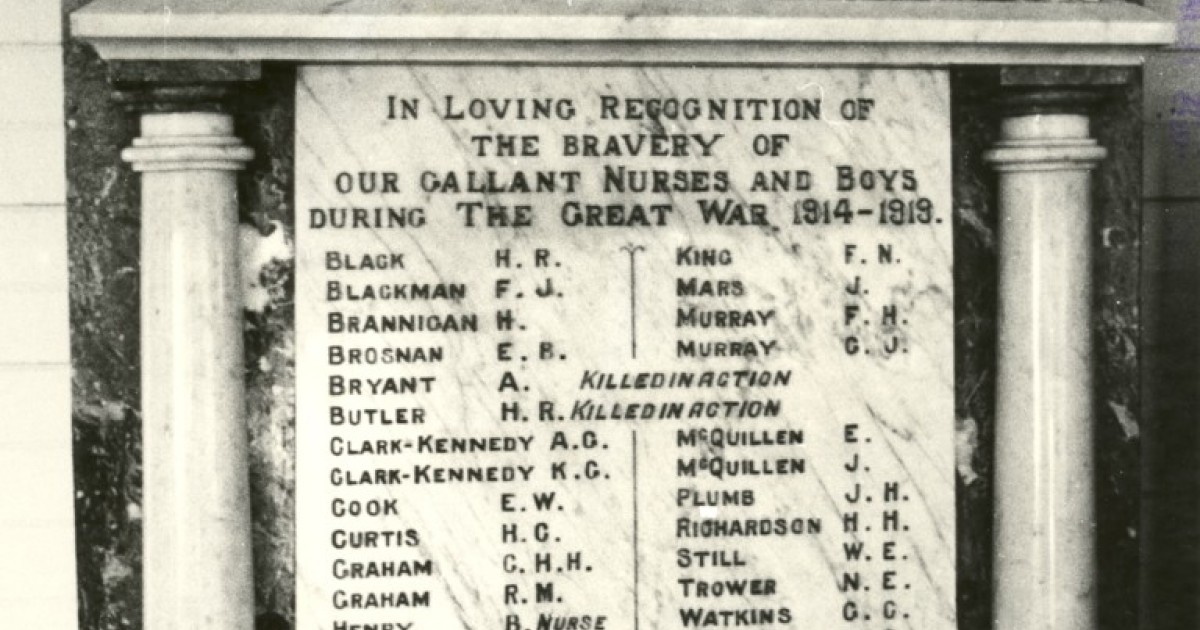 IN LOVING RECOGNITION OF
THE BRAVERY OF
OUR GALLANT NURSES AND BOYS
DURING THE GREAT WAR 1914-1919.
BLACK H. R.
BLACKMAN F. J.
BRANNIGAN H.
BROSNAN E. B.
BRYANT A. KILLED IN ACTION
BUTLER H. R. KILLED IN ACTION
CLARK-KENNEDY A.G.
CLARK-KENNEDY K.G.
COOK E.W.
CURTIS H.C.
GRAHAM C.H.H.
GRAHAM R.M.
HENRY B. NURSE
KING F. N.
MARS J.
MURRAY F. H.
MURRAY G. J.
McQUILLEN E.
McQUILLEN J.
PLUMB J. H.
RICHARDSON H. H.
STILL W. E.
TROWER N. E.
WATKINS G. C.